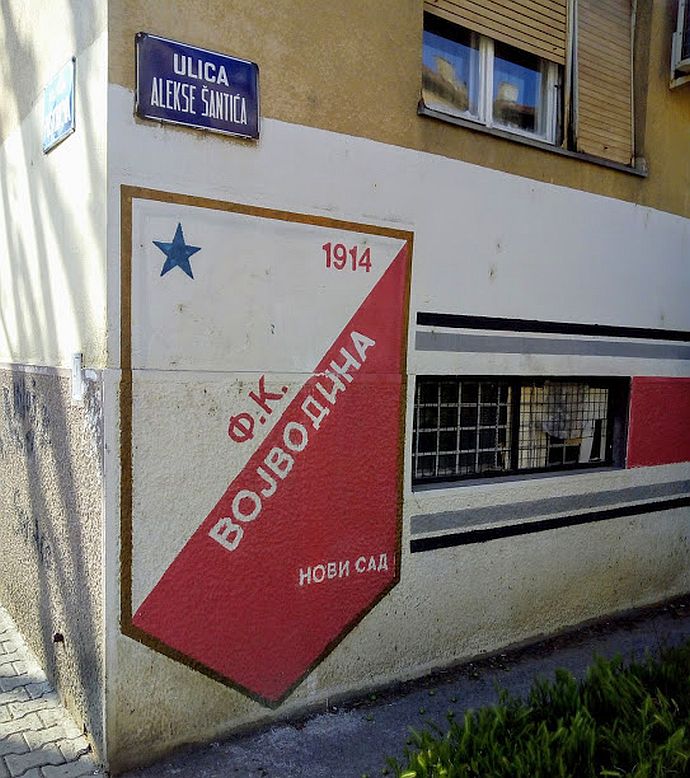 ULICA
ALEKSE ŠANTIĆA
1914
Ф.К.
ВОЈВОДИНА
НОВИ САД